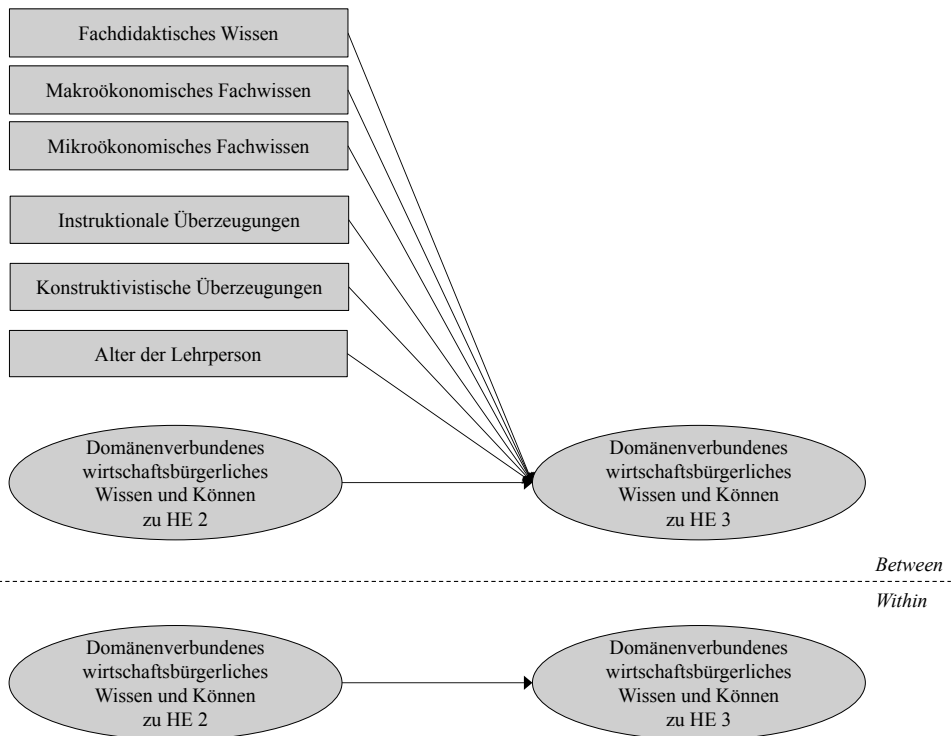 Fachdidaktisches Wissen
Makroökonomisches Fachwissen
Mikroökonomisches Fachwissen
Instruktionale Überzeugungen
Konstruktivistische Überzeugungen
Alter der Lehrperson
Domänenverbundenes
wirtschaftsbürgerliches
Wissen und Können
zu HE 2
Domänenverbundenes
wirtschaftsbürgerliches
Wissen und Können
zu HE 3
Between
Within
Domänenverbundenes
wirtschaftsbürgerliches
Wissen und Können
zu HE 2
Domänenverbundenes
wirtschaftsbürgerliches
Wissen und Können
zu HE 3